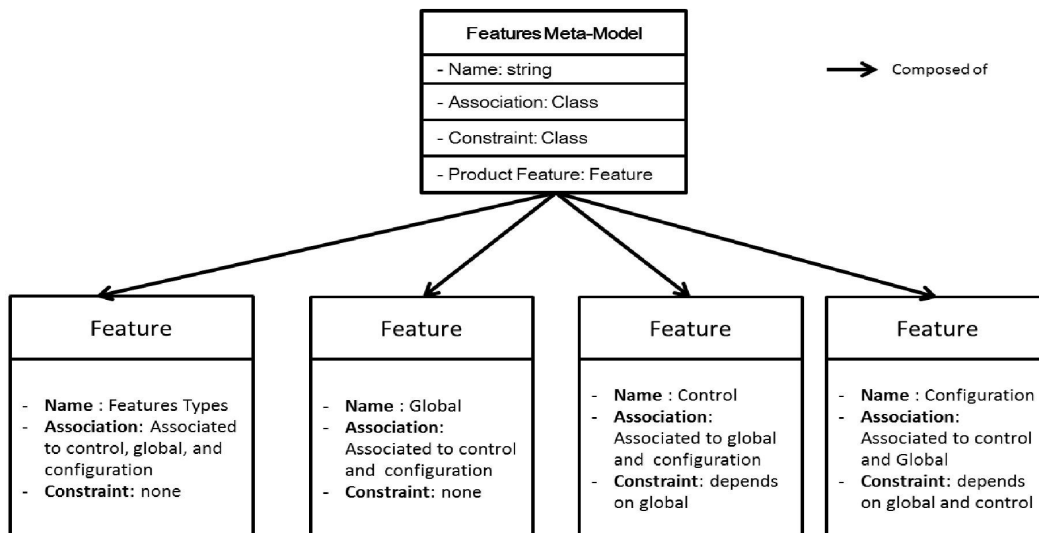 Features Meta-Model
- Name: string
- Association: Class
- Constraint: Class
- Product Feature: Feature
Composed of
Feature
- Name : Features Types
- Association: Associated
to control, global, and
configuration
- Constraint: none
Feature
- Name : Global
- Association:
Associated to control
and configuration
- Constraint: none
Feature
- Name : Control
- Association:
Associated to global
and configuration
- Constraint: depends
on global
Feature
- Name : Configuration
- Association:
Associated to control
and Global
- Constraint: depends
on global and control